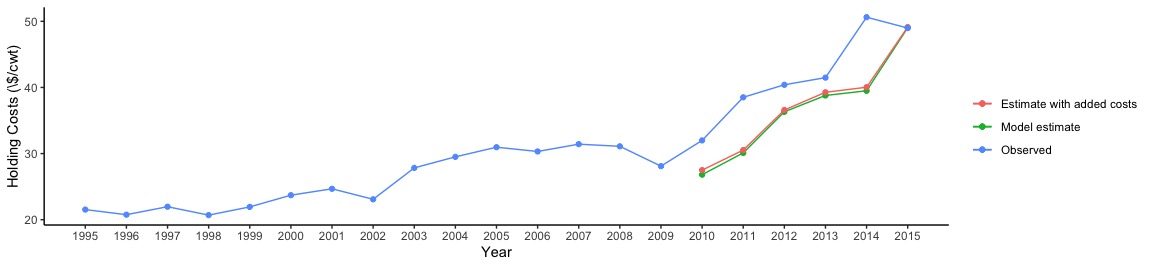 Holding Costs (\$/cwt)
50
40
30
20
1995 1996 1997 1998 1999 2000 2001 2002 2003 2004 2005 2006 2007 2008 2009 2010 2011 2012 2013 2014 2015
Year
Estimate with added costs
Model estimate
Observed